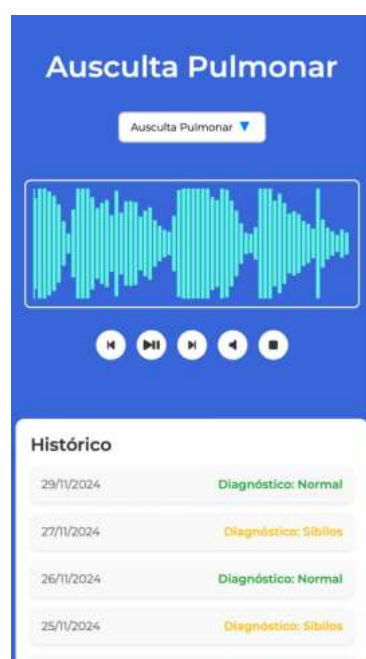 Ausculta Pulmonar
Ausculta Pulmonar
Histórico
29/11/2024 Diagnóstico: Normal
27/11/2024 Diagnóstico: Sibilos
26/11/2024 Diagnóstico: Normal
25/11/2024 Diagnóstico: Sibilos